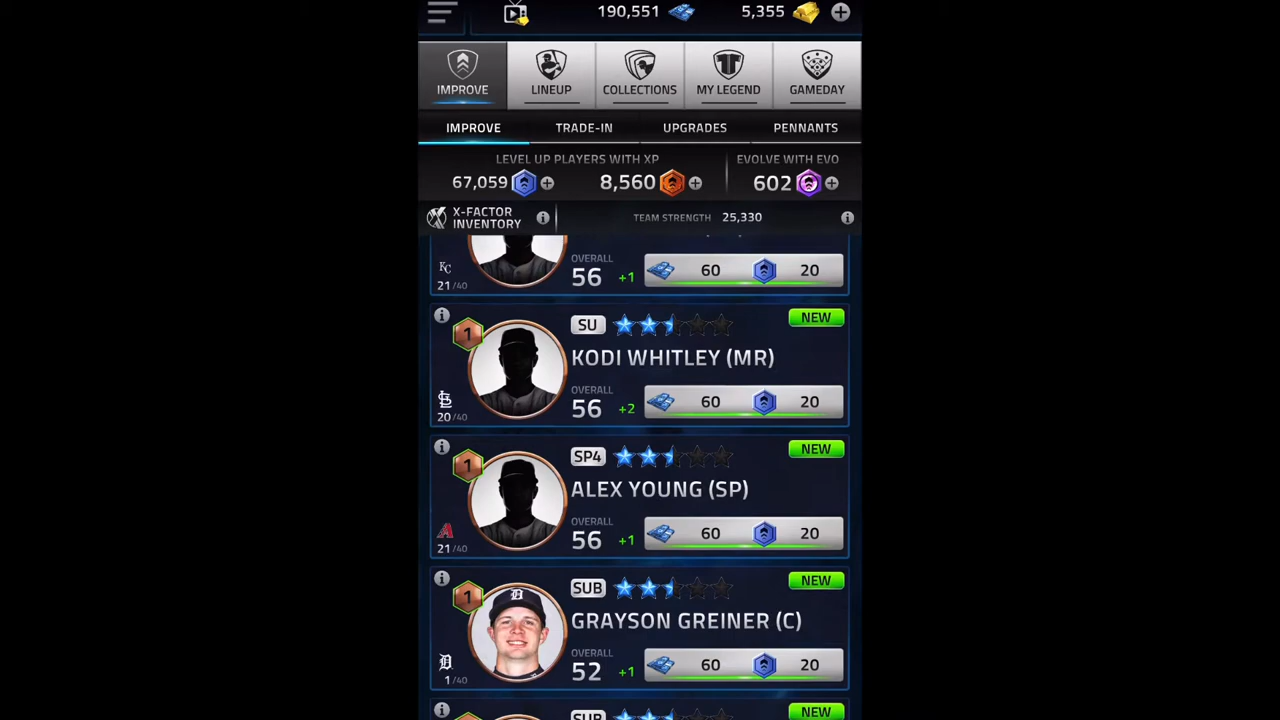 190,551 5,355
IMPROVE LINEUP COLLECTIONS MY LEGEND GAMEDAY
IMPROVE TRADE-IN UPGRADES PENNANTS
LEVEL UP PLAYERS WITH XP EVOLVE WITH EVO
67,059 8,560 602
X-FACTOR
INVENTORY
TEAM STRENGTH 25,330
KC
OVERALL
56 +1 60 20
21/40
SU NEW
1
KODI WHITLEY (MR)
OVERALL
56 +2 60 20
20/40
SP4 NEW
1
ALEX YOUNG (SP)
OVERALL
56 +1 60 20
21/40
SUB NEW
1
GRAYSON GREINER (C)
OVERALL
52 +1 60 20
1/40
SUB NEW